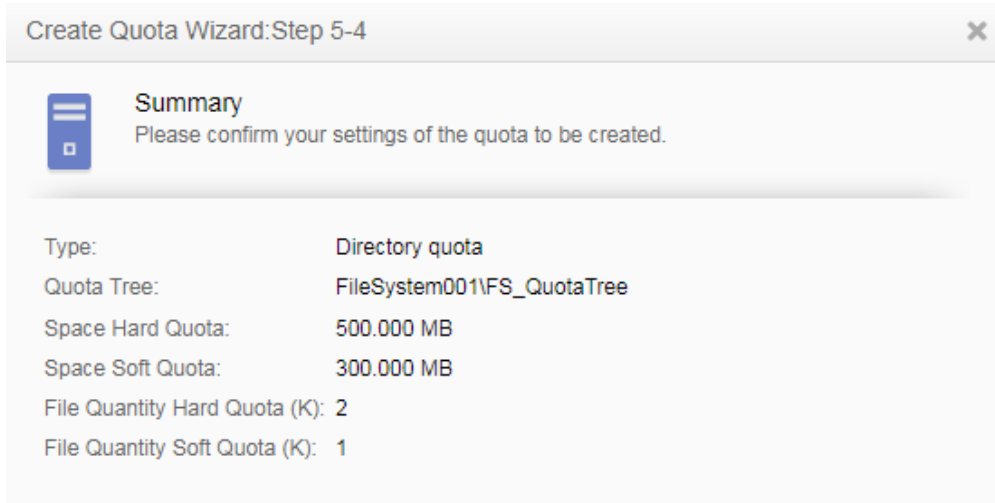 Create Quota Wizard:Step 5-4
Summary
Please confirm your settings of the quota to be created.
Type: Directory quota
Quota Tree: FileSystem001\FS_QuotaTree
Space Hard Quota: 500.000 MB
Space Soft Quota: 300.000 MB
File Quantity Hard Quota (K): 2
File Quantity Soft Quota (K): 1